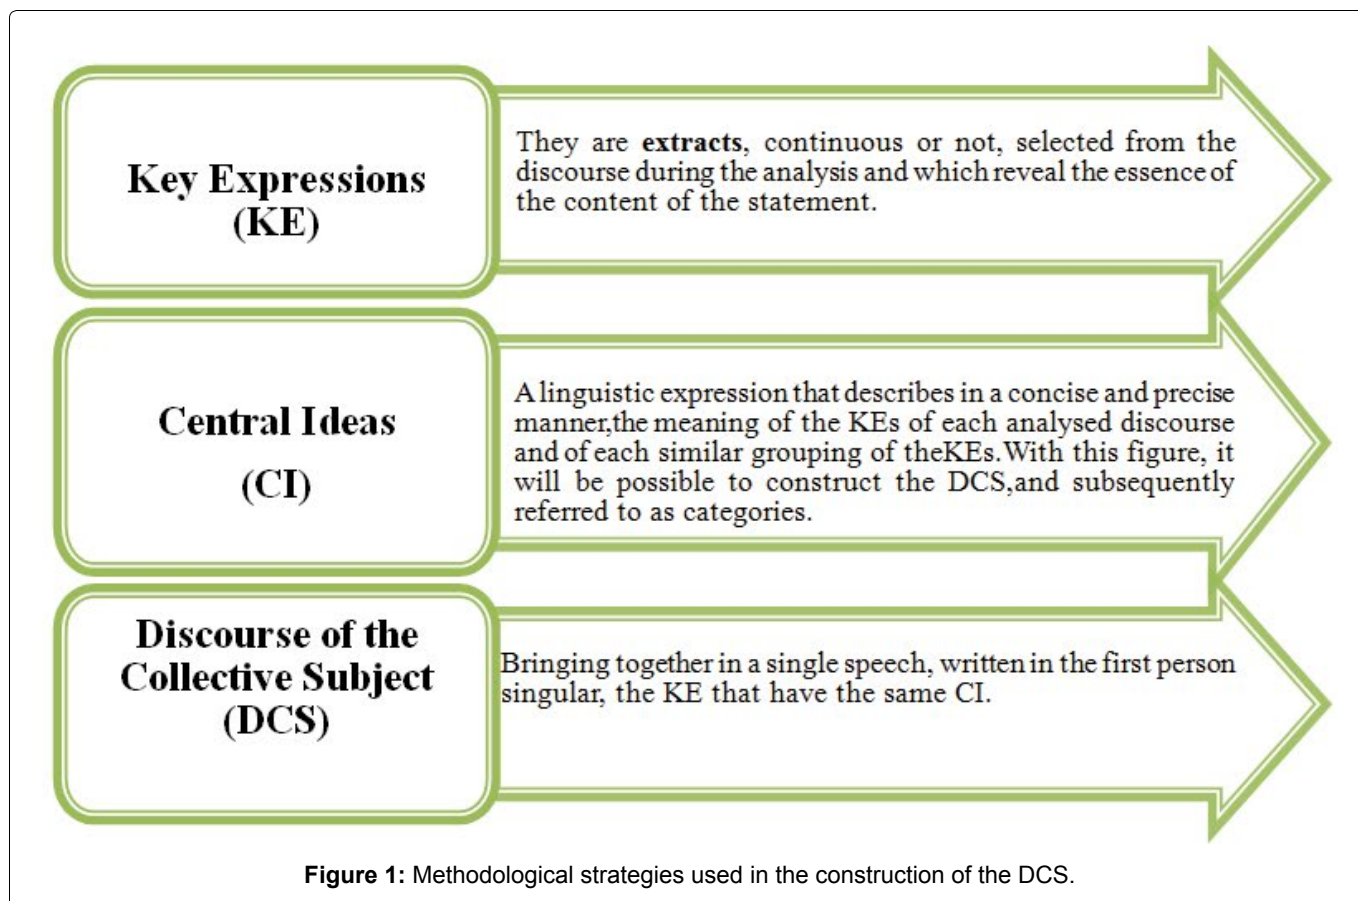 Key Expressions
(KE)
They are extracts, continuous or not, selected from the
discourse during the analysis and which reveal the essence of
the content of the statement.
Central Ideas
(CI)
A linguistic expression that describes in a concise and precise
manner,the meaning of the KEs of each analysed discourse
and of each similar grouping of theKEs.With this figure, it
will be possible to construct the DCS,and subsequently
referred to as categories.
Discourse of the
Collective Subject
(DCS)
Bringing together in a single speech, written in the first person
singular, the KE that have the same CI.
Figure 1: Methodological strategies used in the construction of the DCS.